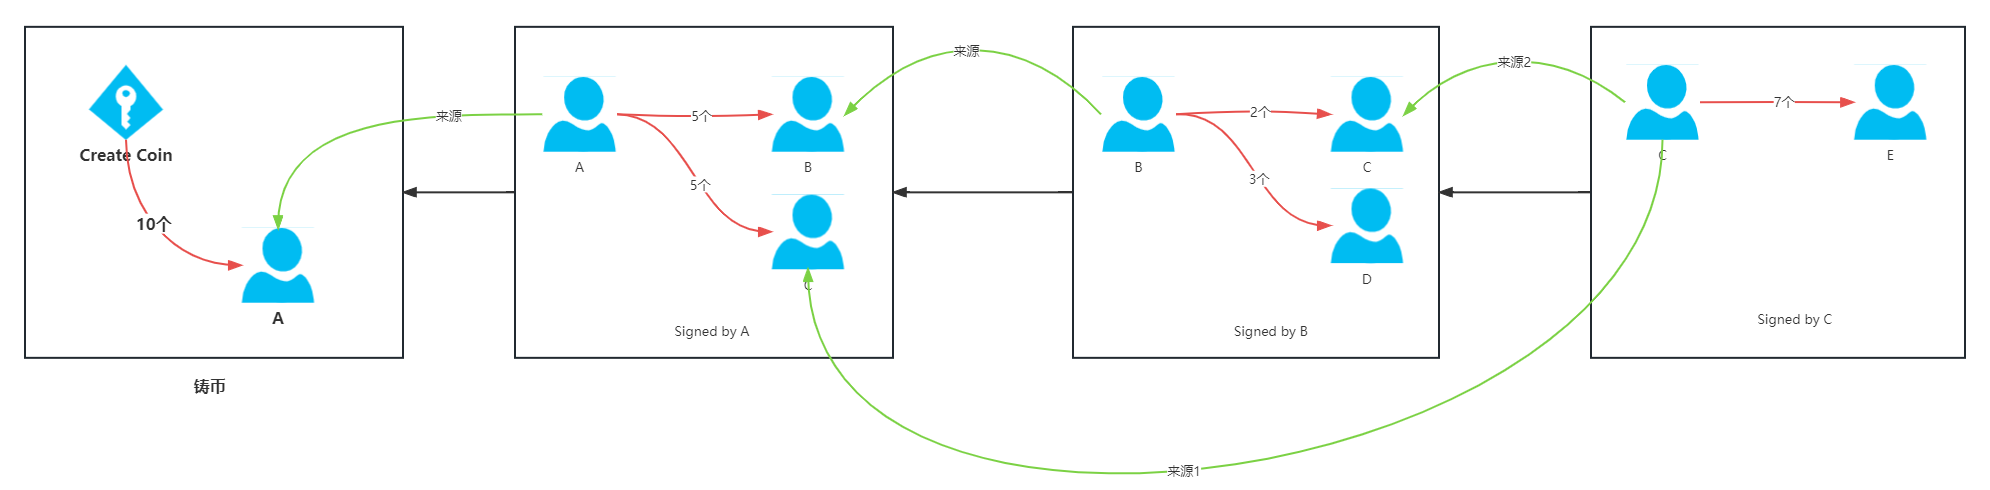 Create Coin
10个
A
铸币
来源
A
5个
B
5个
C
Signed by A
来源
B
2个
C
3个
D
Signed by B
来源2
C
7个
E
Signed by C
来源1